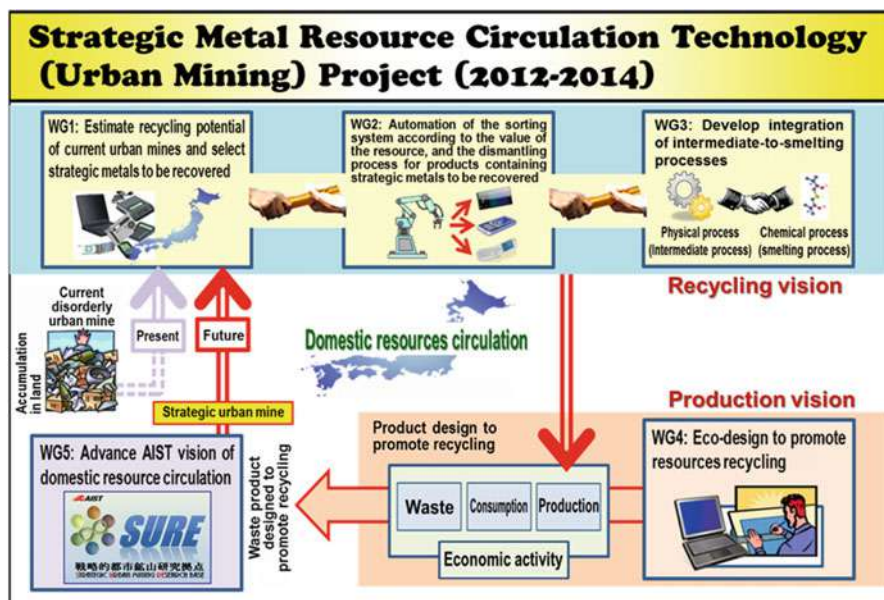 Strategic Metal Resource Circulation Technology
(Urban Mining) Project (2012-2014)
WG1: Estimate recycling potential
of current urban mines and select
strategic metals to be recovered
WG2: Automation of the sorting
system according to the value of
the resource, and the dismantling
process for products containing
strategic metals to be recovered
WG3: Develop integration
of intermediate-to-smelting
processes
Physical process
(Intermediate process)
Chemical process
(smelting process)
Recycling vision
Current
disorderly
urban mine
Accumulation
in land
Present
Future
Domestic resources circulation
Strategic urban mine
Production vision
WG5: Advance AIST vision of
domestic resource circulation
AIST
SURE
戦略的都市鉱山研究拠点
STRATEGIC URBAN MINING RESEARCH BASE
Waste product
designed to
promote recycling
Product design to
promote recycling
Waste
Consumption
Production
Economic activity
WG4: Eco-design to promote
resources recycling